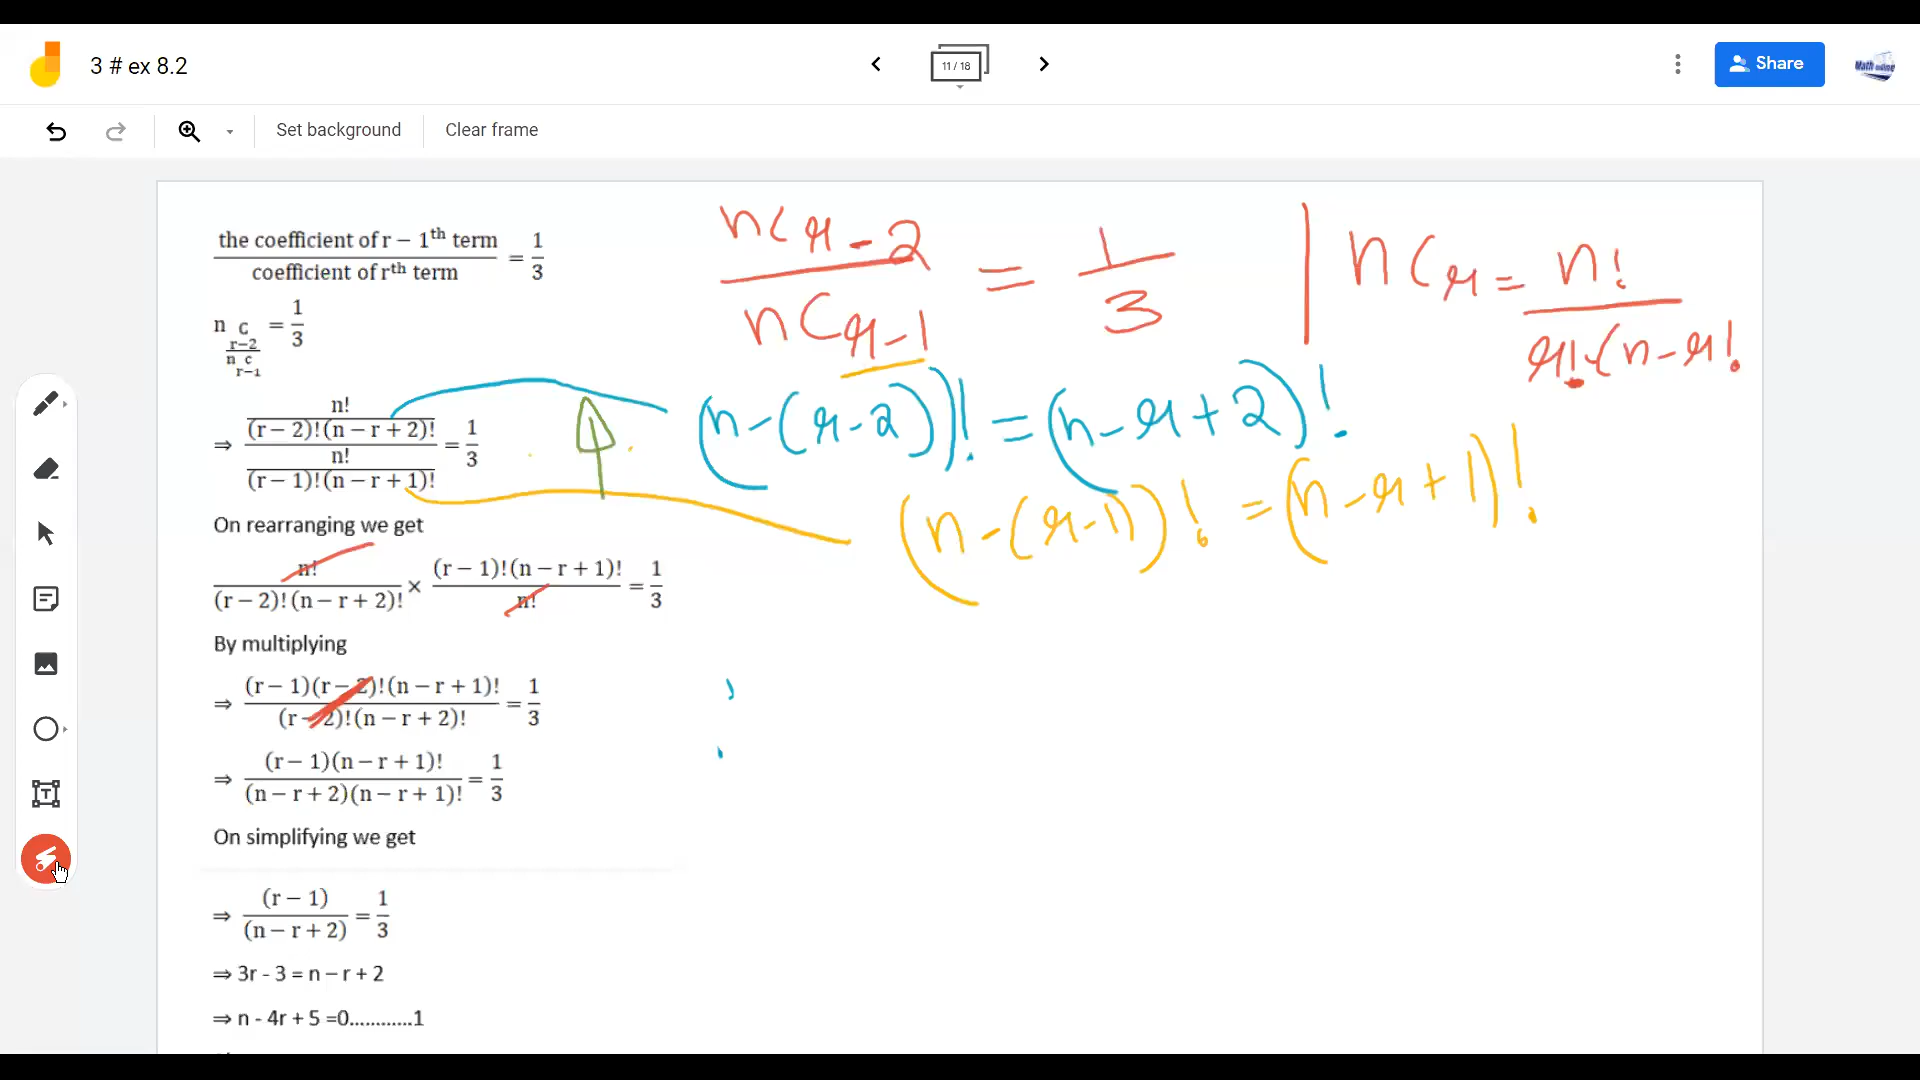 3 # ex 8.2
11 / 18
Share
Math online
Set background
Clear frame
the coefficient of r − 1th term / coefficient of rth term = 1/3
n C r−2 / n C r−1 = 1/3
⇒ n! / (r − 2)! (n − r + 2)! / n! / (r − 1)! (n − r + 1)! = 1/3
On rearranging we get
n! / (r − 2)! (n − r + 2)! × (r − 1)! (n − r + 1)! / n! = 1/3
By multiplying
⇒ (r − 1)(r − 2)! (n − r + 1)! / (r − 2)! (n − r + 2)! = 1/3
⇒ (r − 1)(n − r + 1)! / (n − r + 2)(n − r + 1)! = 1/3
On simplifying we get
⇒ (r − 1) / (n − r + 2) = 1/3
⇒ 3r - 3 = n − r + 2
⇒ n - 4r + 5 =0............1
nCr-2 / nCr-1 = 1/3
nCr = n! / r!.(n-r!
(n-(r-2))! = (n-r+2)!
(n-(r-1))! = (n-r+1)!